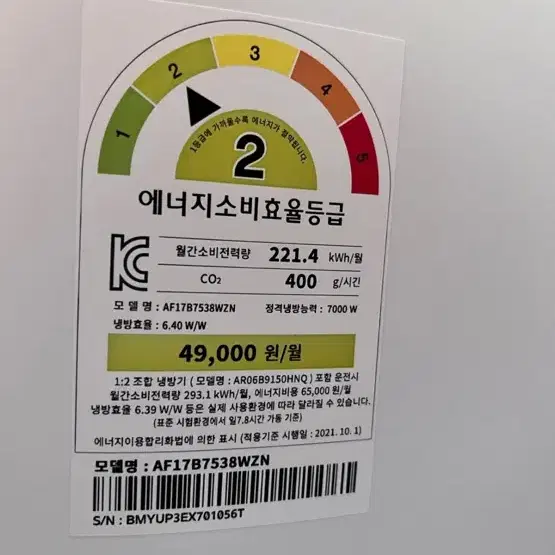 1
2
3
4
5
1등급에 가까울수록 에너지가 절약됩니다.
2
에너지소비효율등급
월간소비전력량 221.4 kWh/월
CO₂ 400 g/시간
모 델 명 : AF17B7538WZN 정격냉방능력 : 7000 W
냉방효율 : 6.40 W/W
49,000 원/월
1:2 조합 냉방기 ( 모델명 : AR06B9150HNQ ) 포함 운전시
월간소비전력량 293.1 kWh/월, 에너지비용 65,000 원/월
냉방효율 6.39 W/W 등은 실제 사용환경에 따라 달라질 수 있습니다.
(표준 시험환경에서 일7.8시간 가동 기준)
에너지이용합리화법에 의한 표시 (적용기준 시행일 : 2021.10.1)
모델명 : AF17B7538WZN
S/N : BMYUP3EX701056T